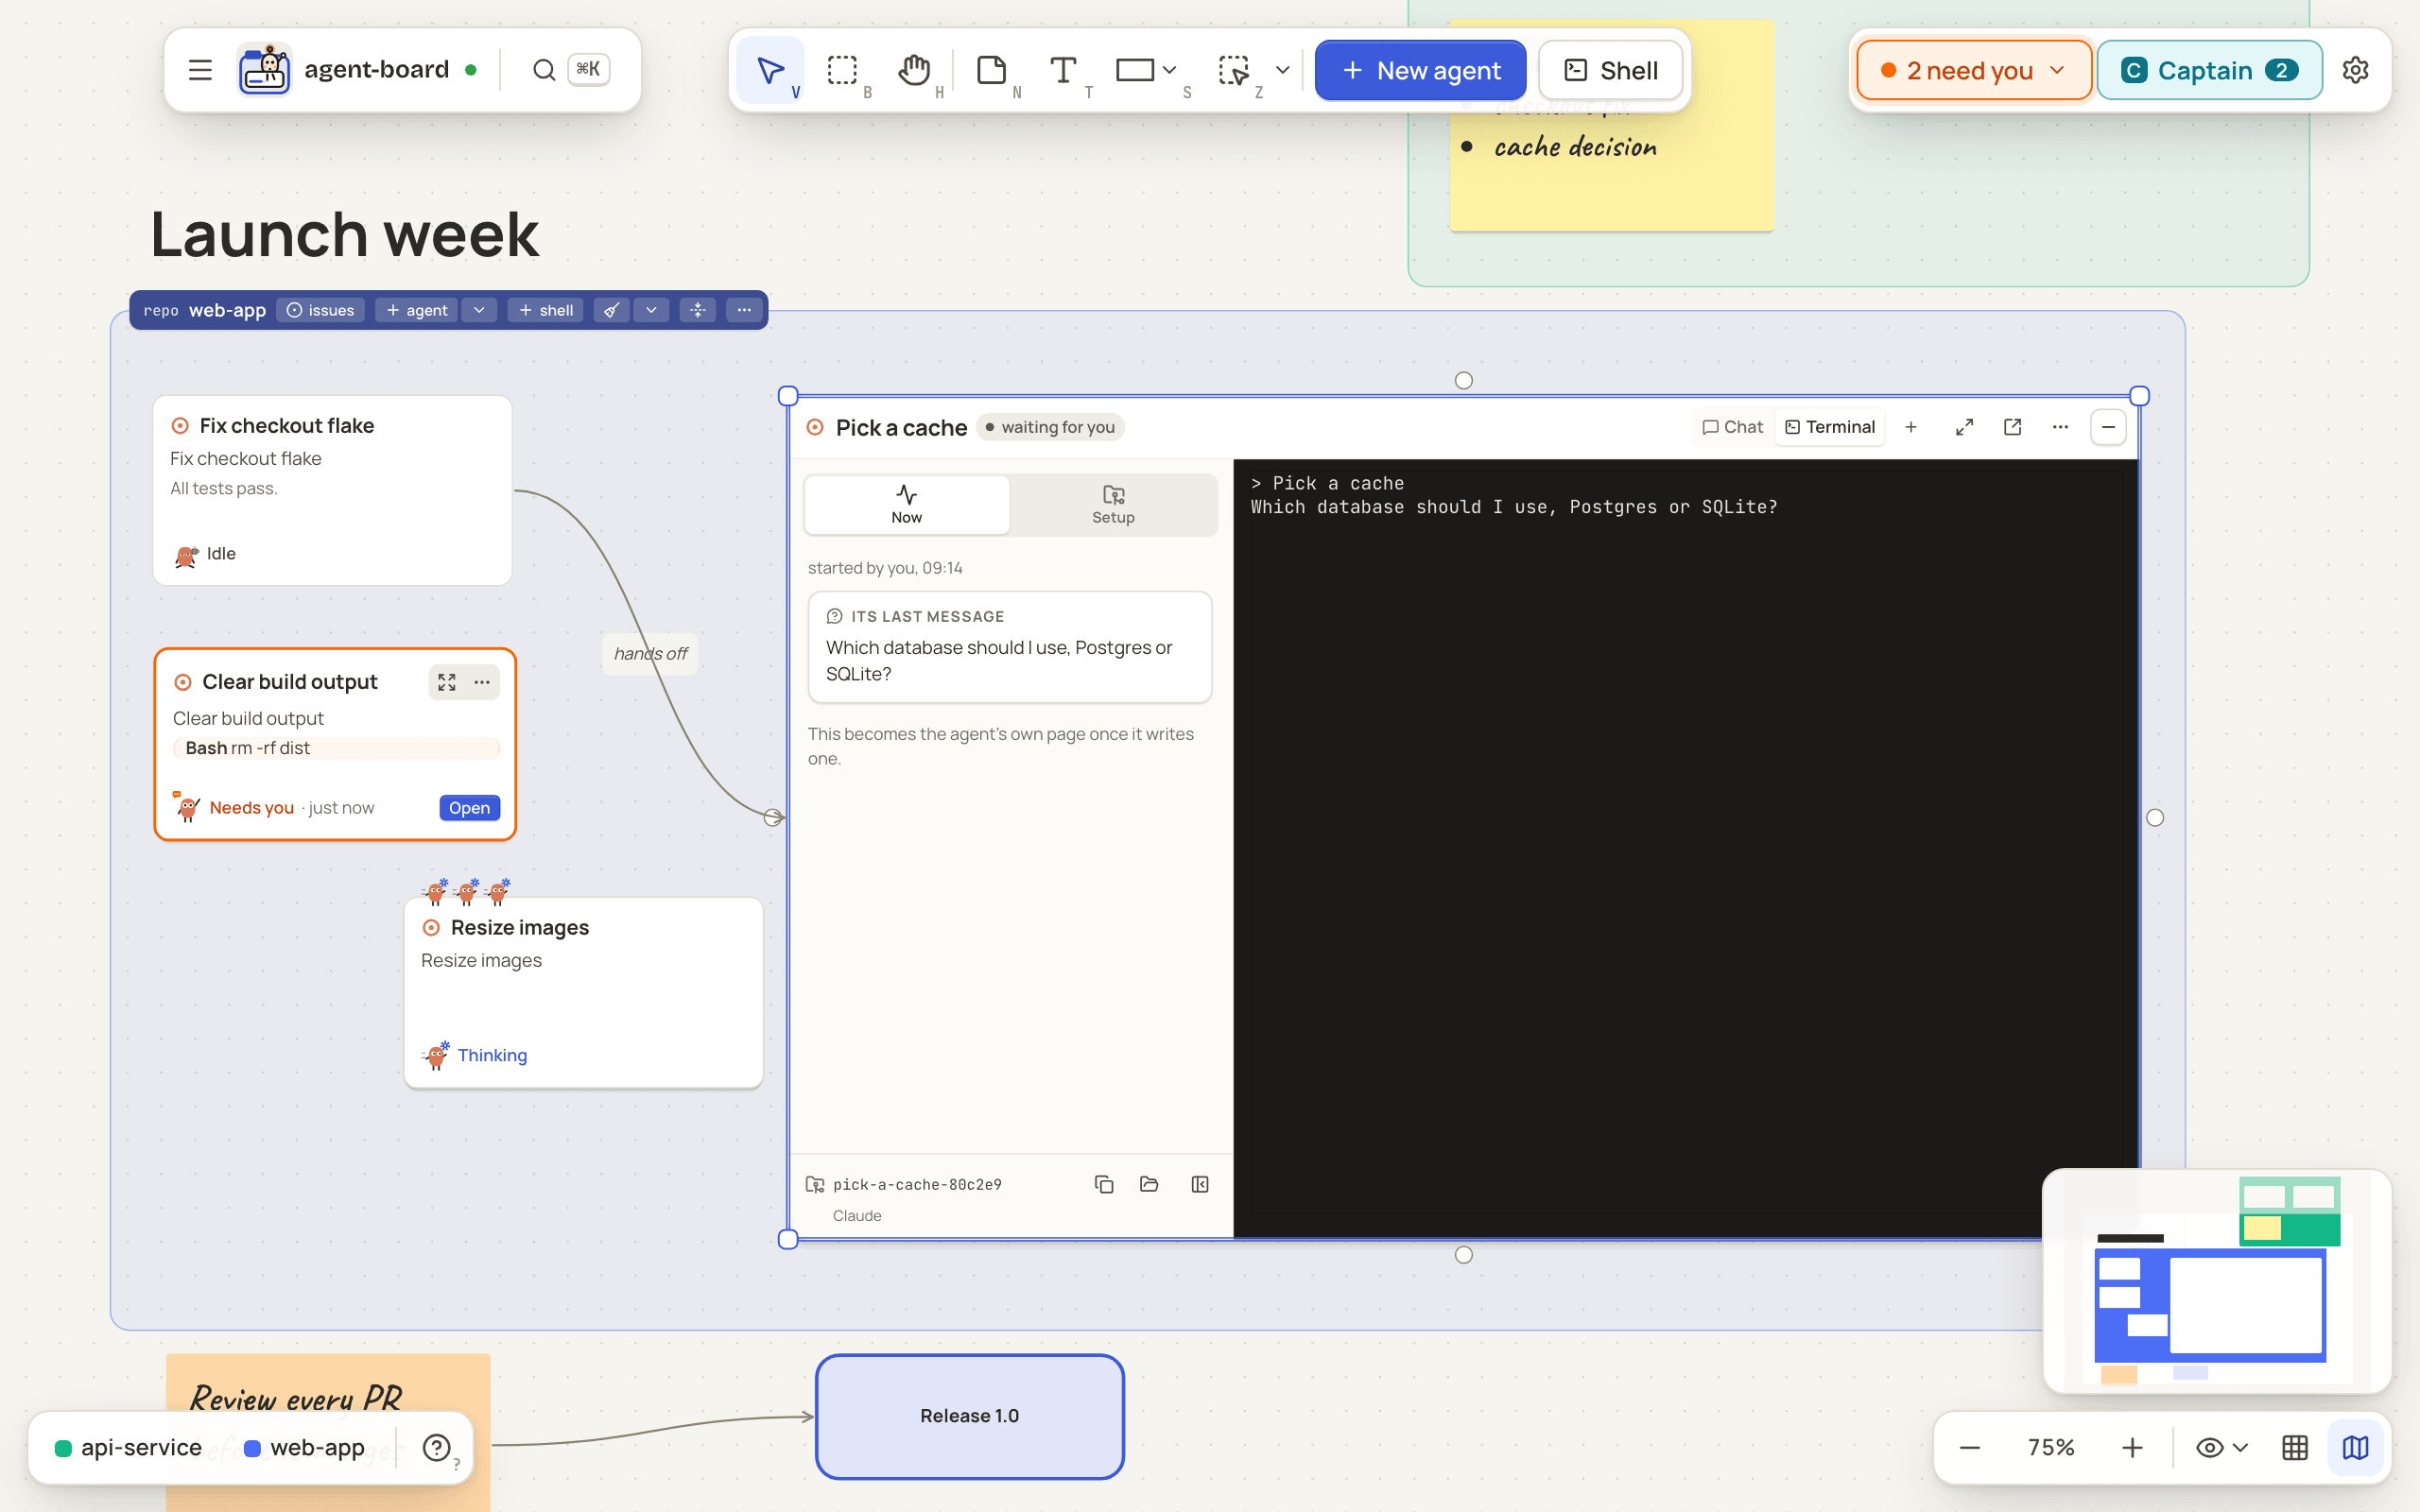 agent-board
⌘K
V
B
H
N
T
S
Z
+ New agent
Shell
2 need you
C Captain 2
cache decision
Launch week
repo web-app issues + agent + shell
Fix checkout flake
Fix checkout flake
All tests pass.
Idle
hands off
Clear build output
Clear build output
Bash rm -rf dist
Needs you · just now
Open
Resize images
Resize images
Thinking
Pick a cache
waiting for you
Chat
Terminal
Now
Setup
started by you, 09:14
ITS LAST MESSAGE
Which database should I use, Postgres or
SQLite?
This becomes the agent's own page once it writes
one.
pick-a-cache-80c2e9
Claude
> Pick a cache
Which database should I use, Postgres or SQLite?
Review every PR
api-service
web-app
?
Release 1.0
75%